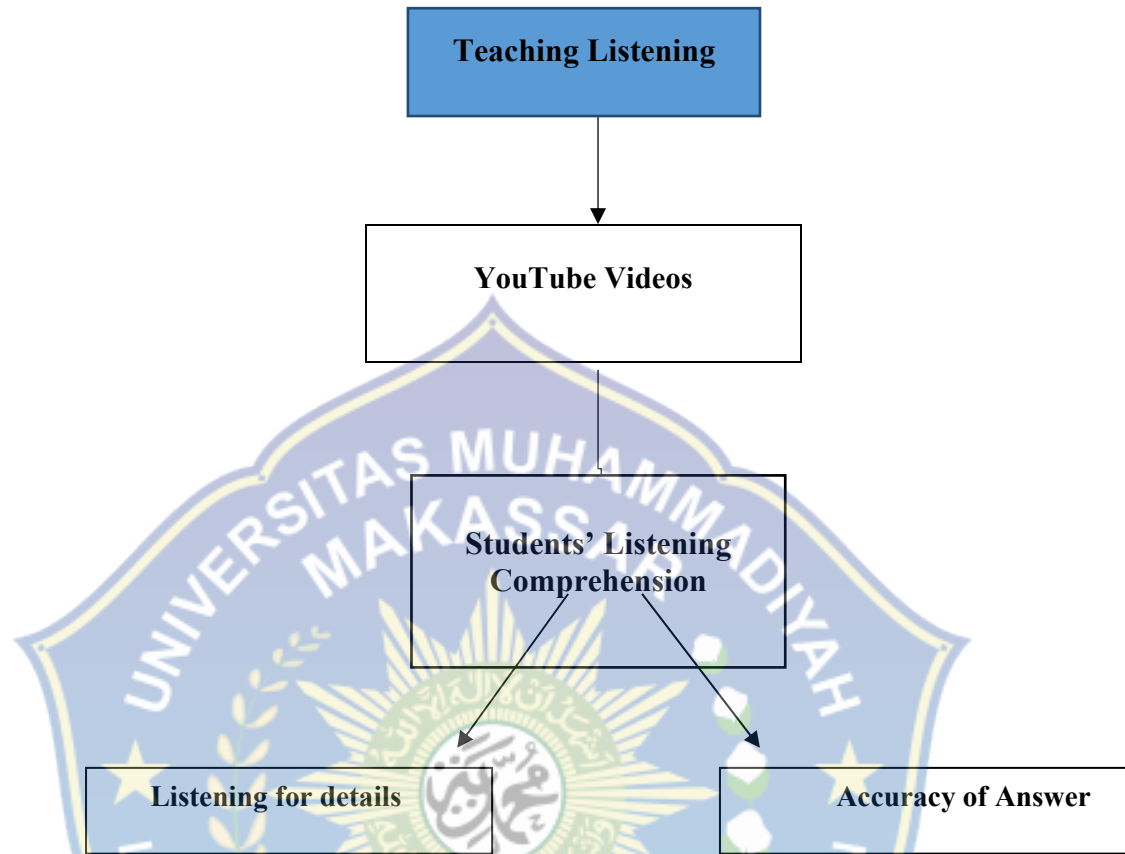 Teaching Listening
YouTube Videos
UNIVERSITAS MUHAMMADIYAH
MAKASSAR
Students’ Listening
Comprehension
Listening for details
Accuracy of Answer